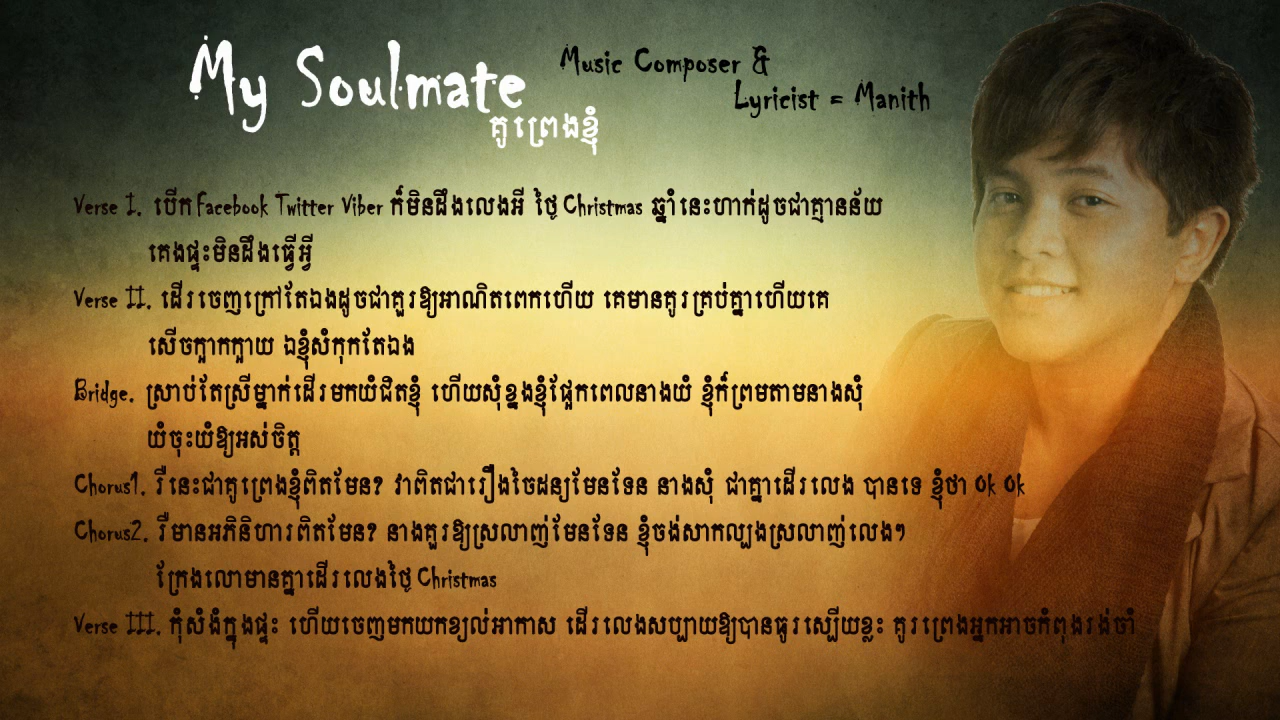 My Soulmate
Music Composer &
Lyricist = Manith
គូព្រេងខ្ញុំ
Verse I. បើក Facebook Twitter Viber ក៏មិនដឹងលេងអី ថ្ងៃ Christmas ឆ្នាំនេះហាក់ដូចជាគ្មានន័យ
គេងផ្ទះមិនដឹងធ្វើអ្វី
Verse II. ដើរចេញក្រៅតែឯងដូចជាគួរឱ្យអាណិតពេកហើយ គេមានគូរគ្រប់គ្នាហើយគេ
សើចក្អាកក្អាយ ឯខ្ញុំសំកុកតែឯង
Bridge. ស្រាប់តែស្រីម្នាក់ដើរមកយំជិតខ្ញុំ ហើយសុំខ្នងខ្ញុំផ្អែកពេលនាងយំ ខ្ញុំក៏ព្រមតាមនាងសុំ
យំចុះយំឱ្យអស់ចិត្ត
Chorus1. រឺនេះជាគូព្រេងខ្ញុំពិតមែន? វាពិតជារឿងចៃដន្យមែនទែន នាងសុំ ជាគ្នាដើរលេង បានទេ ខ្ញុំថា Ok Ok
Chorus2. រឺមានអភិនិហារពិតមែន? នាងគួរឱ្យស្រលាញ់មែនទែន ខ្ញុំចង់សាកល្បងស្រលាញ់លេងៗ
ក្រែងលោមានគ្នាដើរលេងថ្ងៃ Christmas
Verse III. កុំសំងំក្នុងផ្ទះ ហើយចេញមកយកខ្យល់អាកាស ដើរលេងសប្បាយឱ្យបានធូរស្បើយខ្លះ គូរព្រេងអ្នកអាចកំពុងរង់ចាំ